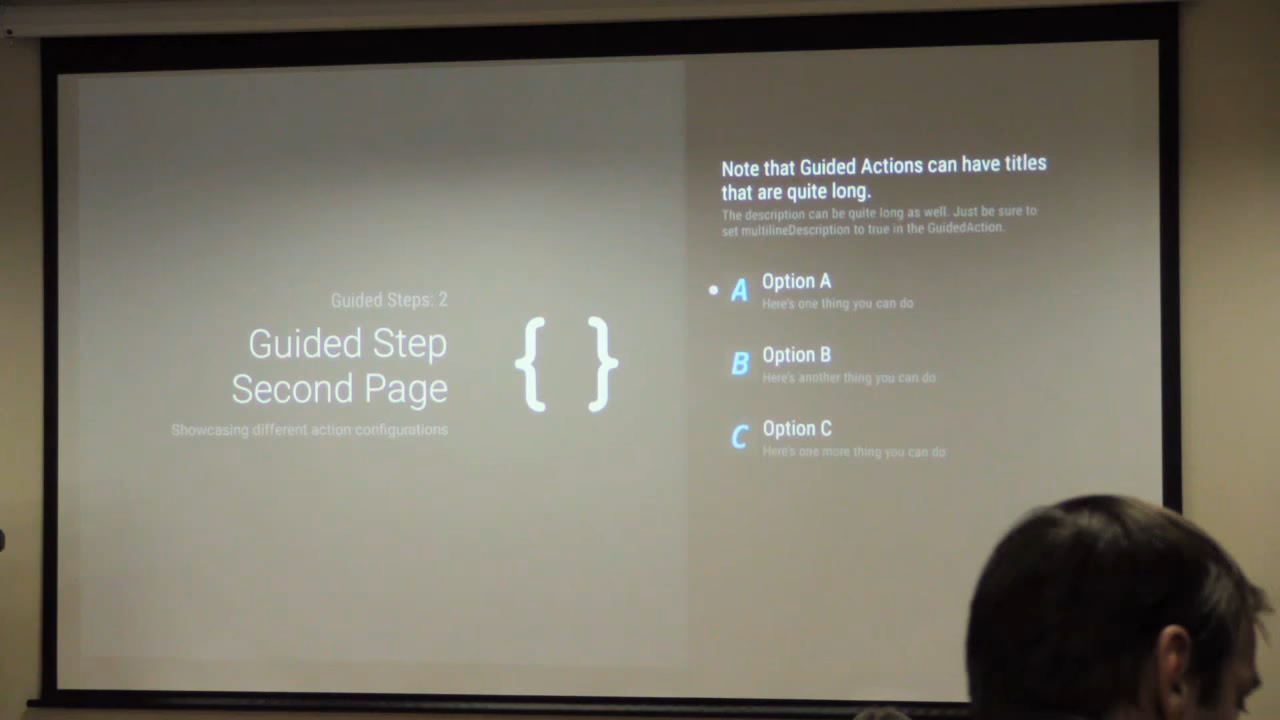 Guided Steps: 2
Guided Step
Second Page
Showcasing different action configurations
{ }
Note that Guided Actions can have titles
that are quite long.
The description can be quite long as well. Just be sure to
set multilineDescription to true in the GuidedAction.
A
Option A
Here's one thing you can do
B
Option B
Here's another thing you can do
C
Option C
Here's one more thing you can do